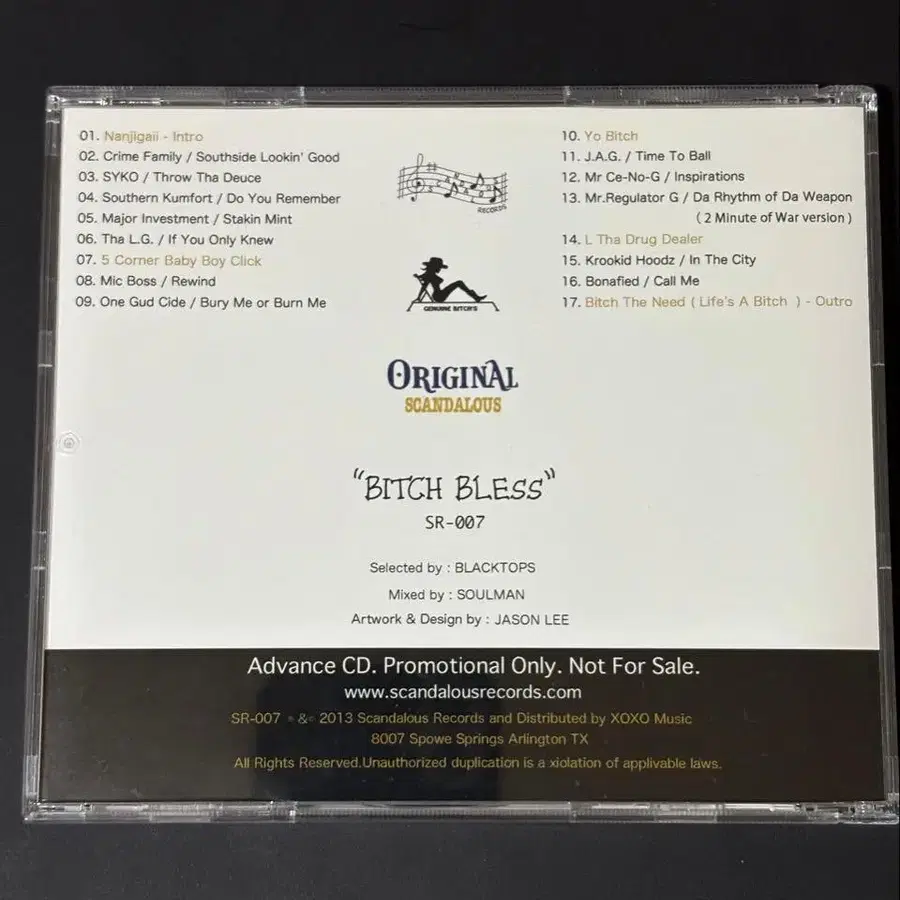 01. Nanjigaii - Intro
02. Crime Family / Southside Lookin' Good
03. SYKO / Throw Tha Deuce
04. Southern Kumfort / Do You Remember
05. Major Investment / Stakin Mint
06. Tha L.G. / If You Only Knew
07. 5 Corner Baby Boy Click
08. Mic Boss / Rewind
09. One Gud Cide / Bury Me or Burn Me
10. Yo Bitch
11. J.A.G. / Time To Ball
12. Mr Ce-No-G / Inspirations
13. Mr.Regulator G / Da Rhythm of Da Weapon
( 2 Minute of War version )
14. L Tha Drug Dealer
15. Krookid Hoodz / In The City
16. Bonafied / Call Me
17. Bitch The Need ( Life's A Bitch ) - Outro
SCANDALOUS
RECORDS
GENUINE BITCH'S
ORIGINAL
SCANDALOUS
"BITCH BLESS"
SR-007
Selected by : BLACKTOPS
Mixed by : SOULMAN
Artwork & Design by : JASON LEE
Advance CD. Promotional Only. Not For Sale.
www.scandalousrecords.com
SR-007 & 2013 Scandalous Records and Distributed by XOXO Music
8007 Spowe Springs Arlington TX
All Rights Reserved.Unauthorized duplication is a xiolation of applivable laws.